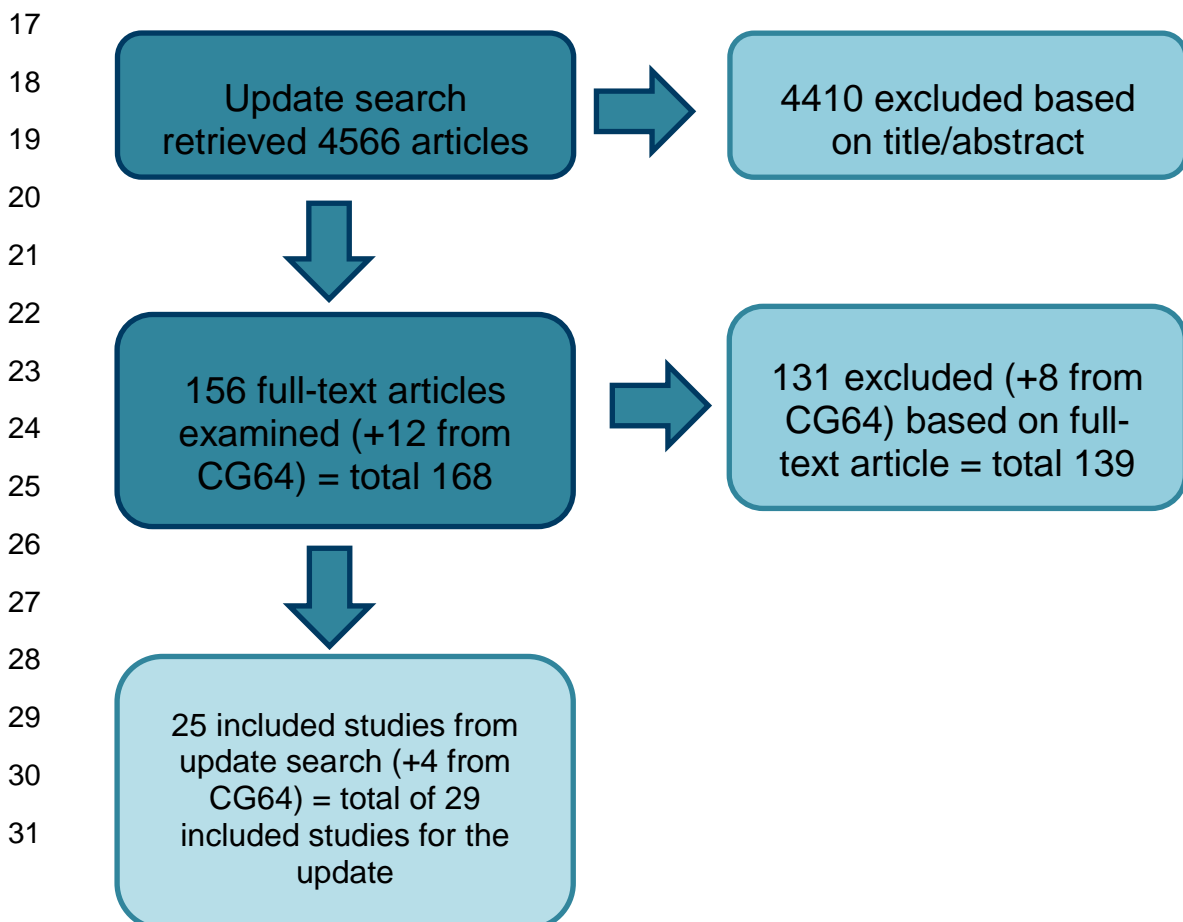 17
18
19
20
21
22
23
24
25
26
27
28
29
30
31
Update search
retrieved 4566 articles
4410 excluded based
on title/abstract
156 full-text articles
examined (+12 from
CG64) = total 168
131 excluded (+8 from
CG64) based on full-
text article = total 139
25 included studies from
update search (+4 from
CG64) = total of 29
included studies for the
update